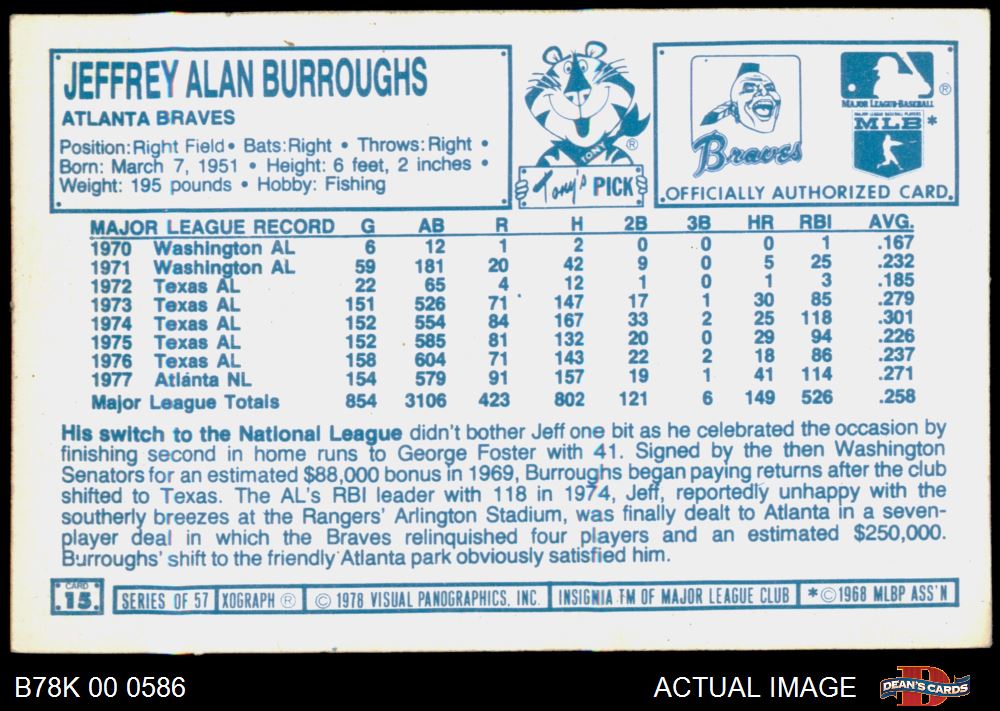 JEFFREY ALAN BURROUGHS
ATLANTA BRAVES
Position: Right Field • Bats: Right • Throws: Right •
Born: March 7, 1951 • Height: 6 feet, 2 inches •
Weight: 195 pounds • Hobby: Fishing
TONY ®
Tony's PICK
Braves
®
MAJOR LEAGUE BASEBALL
MAJOR LEAGUE BASEBALL PLAYERS
MLB *
OFFICIALLY AUTHORIZED CARD.
MAJOR LEAGUE RECORD G AB R H 2B 3B HR RBI AVG.
1970 Washington AL 6 12 1 2 0 0 0 1 .167
1971 Washington AL 59 181 20 42 9 0 5 25 .232
1972 Texas AL 22 65 4 12 1 0 1 3 .185
1973 Texas AL 151 526 71 147 17 1 30 85 .279
1974 Texas AL 152 554 84 167 33 2 25 118 .301
1975 Texas AL 152 585 81 132 20 0 29 94 .226
1976 Texas AL 158 604 71 143 22 2 18 86 .237
1977 Atlanta NL 154 579 91 157 19 1 41 114 .271
Major League Totals 854 3106 423 802 121 6 149 526 .258
His switch to the National League didn't bother Jeff one bit as he celebrated the occasion by
finishing second in home runs to George Foster with 41. Signed by the then Washington
Senators for an estimated $88,000 bonus in 1969, Burroughs began paying returns after the club
shifted to Texas. The AL's RBI leader with 118 in 1974, Jeff, reportedly unhappy with the
southerly breezes at the Rangers' Arlington Stadium, was finally dealt to Atlanta in a seven-
player deal in which the Braves relinquished four players and an estimated $250,000.
Burroughs' shift to the friendly Atlanta park obviously satisfied him.
CARD
15
SERIES OF 57 XOGRAPH ® © 1978 VISUAL PANOGRAPHICS, INC. INSIGNIA TM OF MAJOR LEAGUE CLUB *© 1968 MLBP ASS'N
B78K 00 0586
ACTUAL IMAGE
D
DEAN'S CARDS